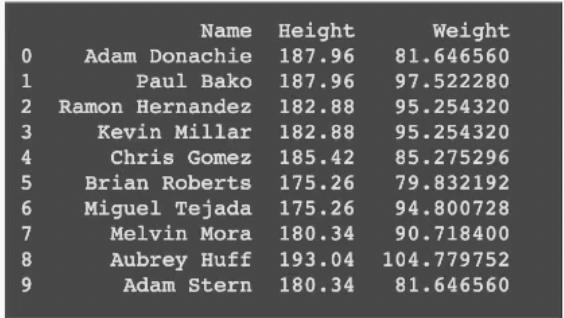 Name Height Weight
0 Adam Donachie 187.96 81.646560
1 Paul Bako 187.96 97.522280
2 Ramon Hernandez 182.88 95.254320
3 Kevin Millar 182.88 95.254320
4 Chris Gomez 185.42 85.275296
5 Brian Roberts 175.26 79.832192
6 Miguel Tejada 175.26 94.800728
7 Melvin Mora 180.34 90.718400
8 Aubrey Huff 193.04 104.779752
9 Adam Stern 180.34 81.646560